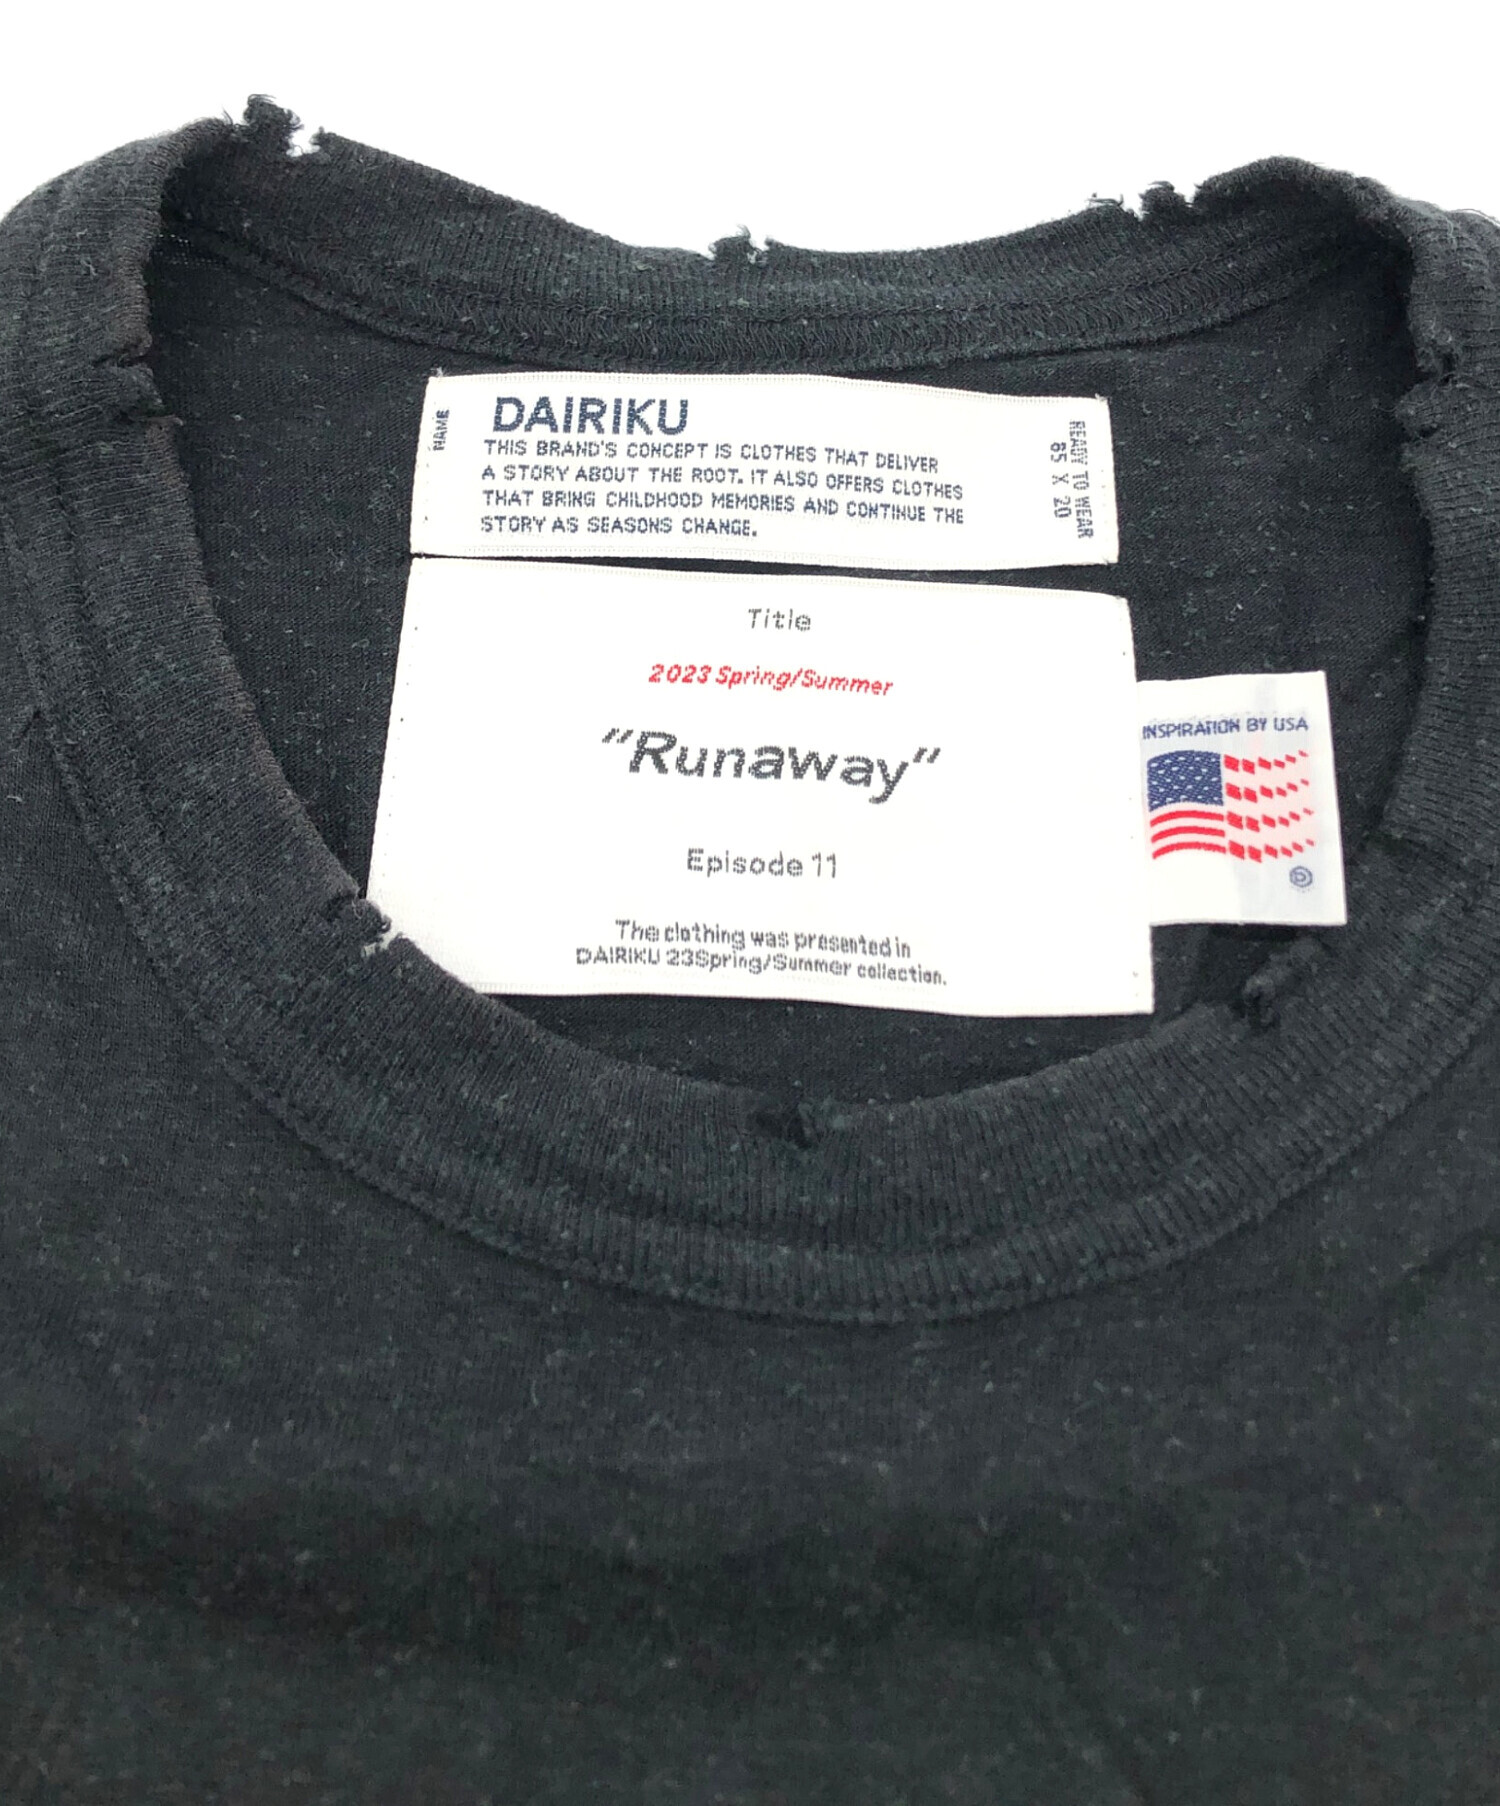 NAME
DAIRIKU
THIS BRAND'S CONCEPT IS CLOTHES THAT DELIVER
A STORY ABOUT THE ROOT. IT ALSO OFFERS CLOTHES
THAT BRING CHILDHOOD MEMORIES AND CONTINUE THE
STORY AS SEASONS CHANGE.
READY TO WEAR
65 X 20
Title
2023 Spring/Summer
"Runaway"
Episode 11
The clothing was presented in
DAIRIKU 23Spring/Summer collection.
INSPIRATION BY USA